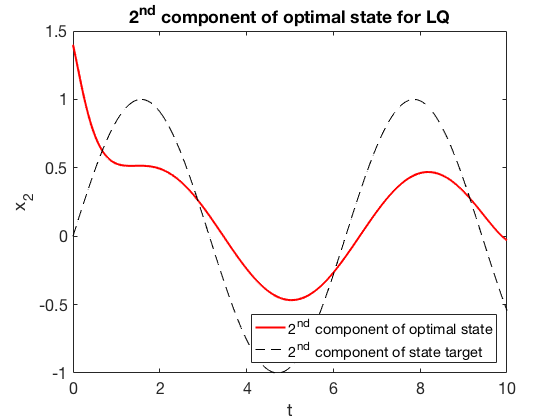 2nd component of optimal state for LQ
1.5
1
0.5
0
-0.5
-1
x2
0 2 4 6 8 10
t
2nd component of optimal state
2nd component of state target